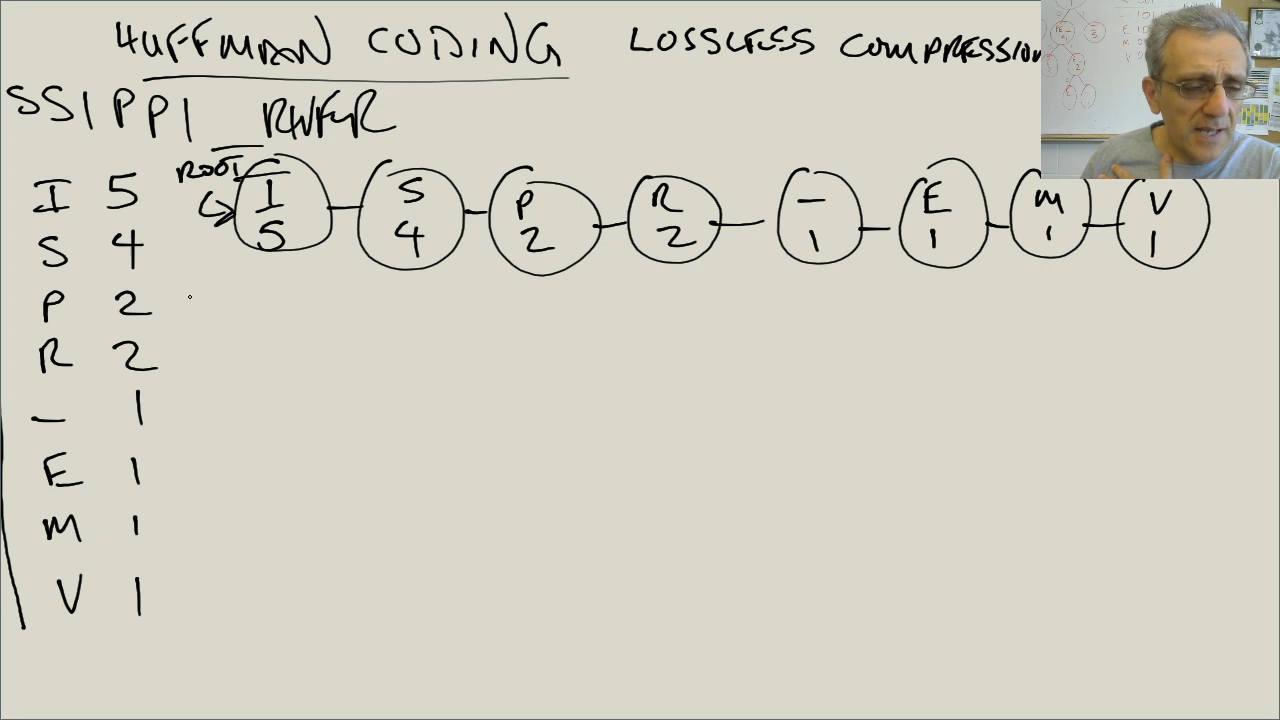 HUFFMAN CODING LOSSLESS COMPRESSION
SSIPPI RIVER
ROOT
I 5
S 4
P 2
R 2
– 1
E 1
M 1
V 1
I S P R – E M V
5 4 2 2 1 1 1 1